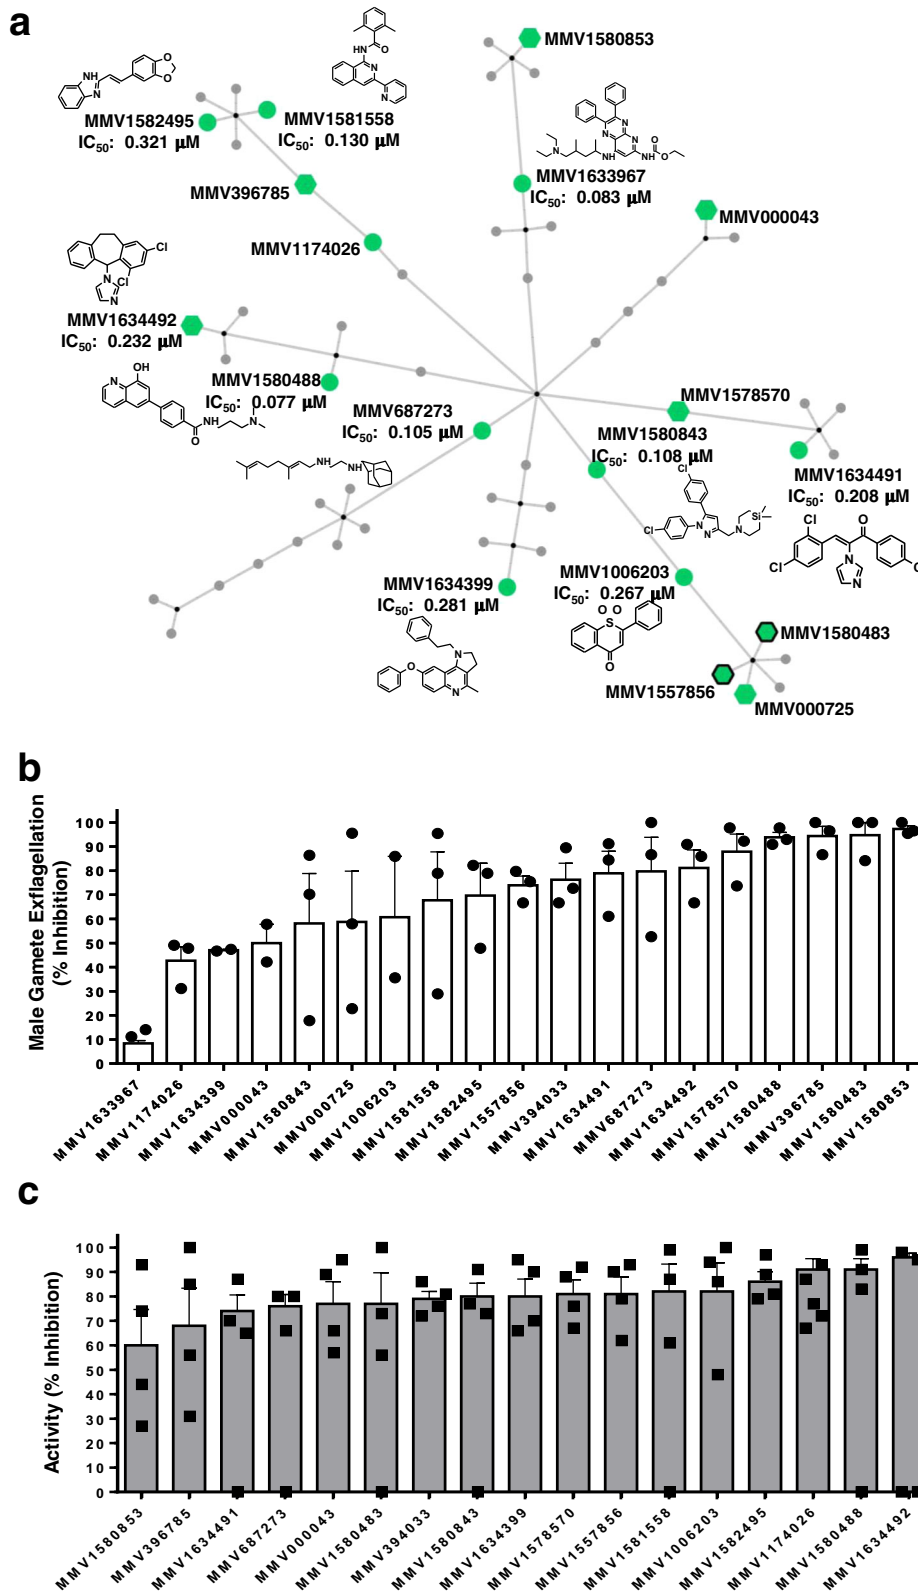 a
MMV1580853
MMV1582495
IC50: 0.321 µM
MMV1581558
IC50: 0.130 µM
MMV396785
MMV1174026
MMV1633967
IC50: 0.083 µM
MMV000043
MMV1634492
IC50: 0.232 µM
MMV1580488
IC50: 0.077 µM
MMV687273
IC50: 0.105 µM
MMV1578570
MMV1580843
IC50: 0.108 µM
MMV1634491
IC50: 0.208 µM
MMV1634399
IC50: 0.281 µM
MMV1006203
IC50: 0.267 µM
MMV1580483
MMV1557856
MMV000725
b
Male Gamete Exflagellation
(% Inhibition)
100
90
80
70
60
50
40
30
20
10
0
MMV1633967
MMV1174026
MMV1634399
MMV000043
MMV1580843
MMV000725
MMV1006203
MMV1581558
MMV1582495
MMV1557856
MMV394033
MMV1634491
MMV687273
MMV1634492
MMV1578570
MMV1580488
MMV396785
MMV1580483
MMV1580853
c
Activity (% Inhibition)
100
90
80
70
60
50
40
30
20
10
0
MMV1580853
MMV396785
MMV1634491
MMV687273
MMV000043
MMV1580483
MMV394033
MMV1580843
MMV1634399
MMV1578570
MMV1557856
MMV1581558
MMV1006203
MMV1582495
MMV1174026
MMV1580488
MMV1634492